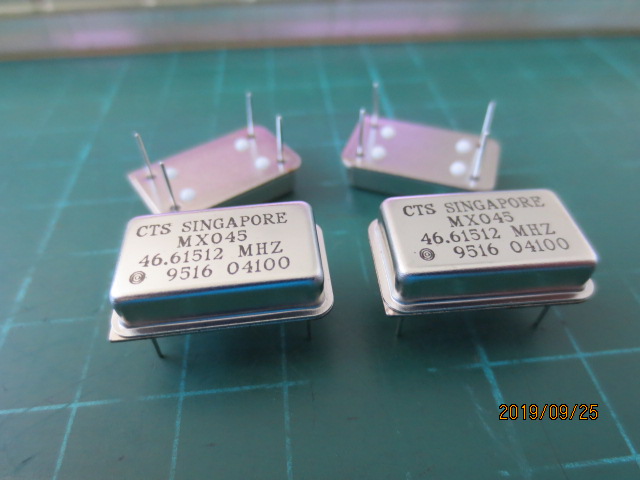 CTS SINGAPORE
MX045
46.61512 MHZ
9516 04100
CTS SINGAPORE
MX045
46.61512 MHZ
9516 04100
2019/09/25